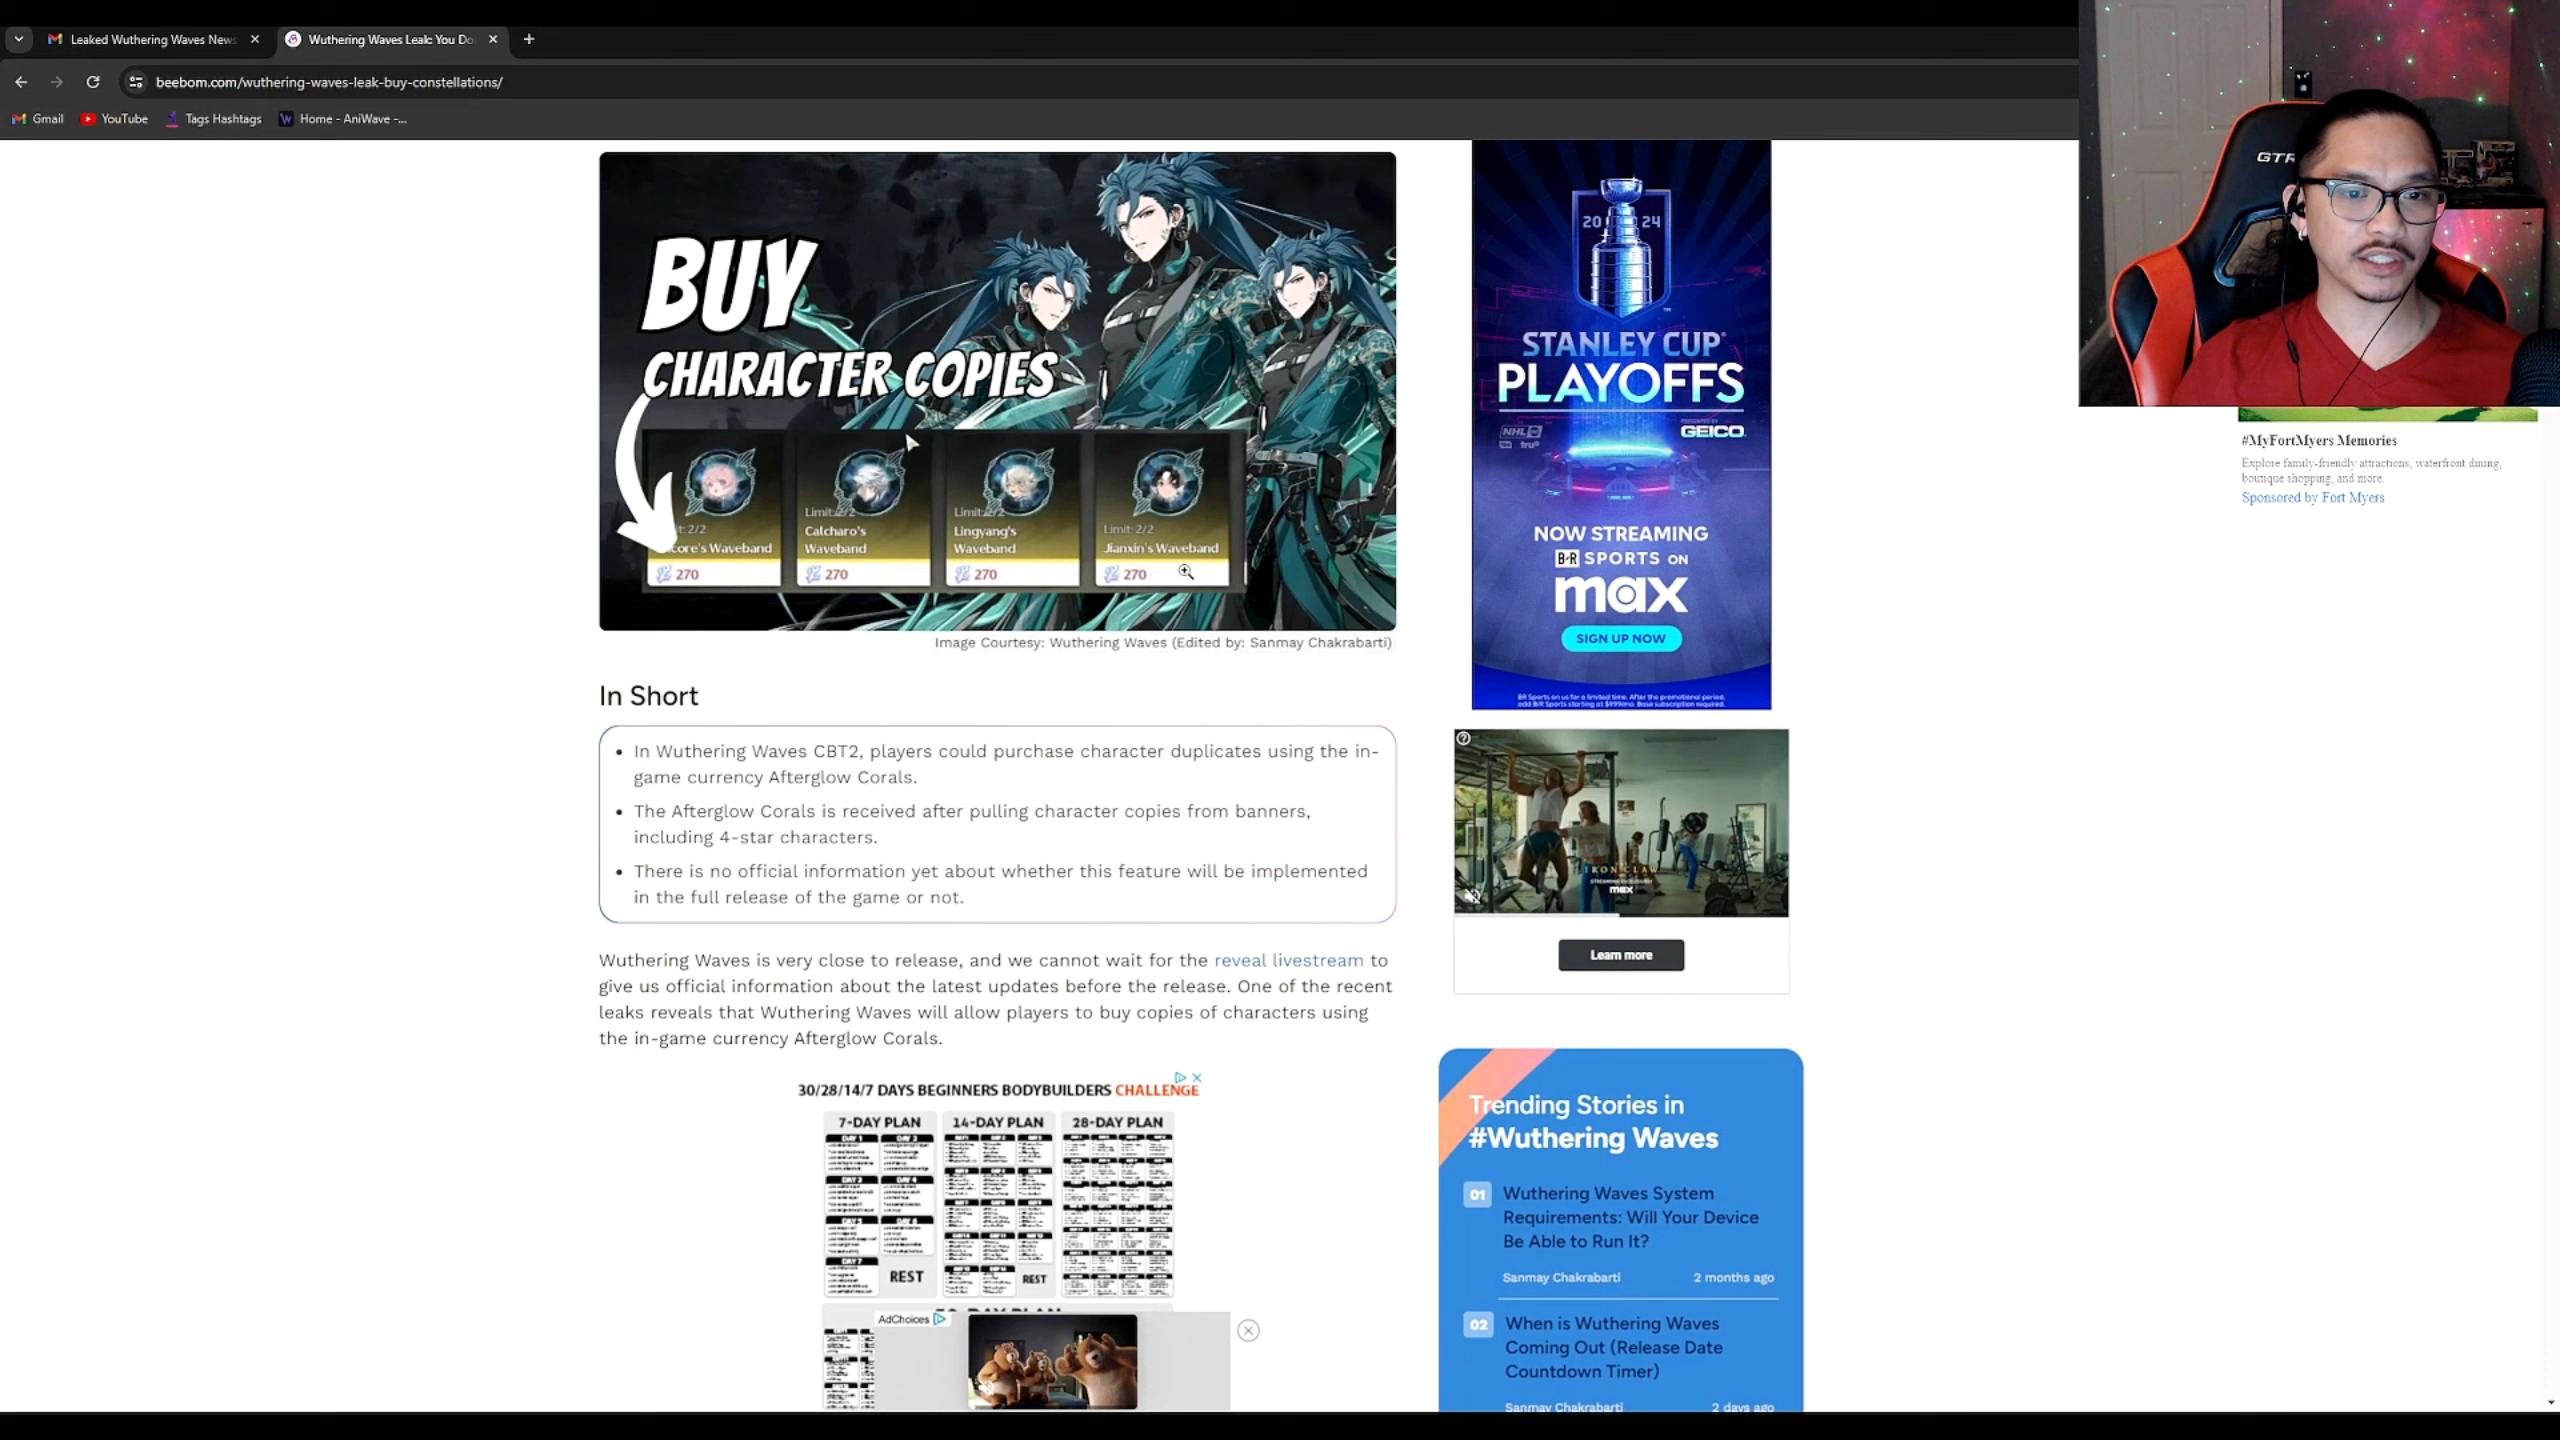 Leaked Wuthering Waves News
Wuthering Waves Leak: You Do
beebom.com/wuthering-waves-leak-buy-constellations/
Gmail
YouTube
Tags Hashtags
Home - AniWave -...
BUY
CHARACTER COPIES
Limit: 2/2
Calcharo's
Waveband
Limit: 2/2
Lingyang's
Waveband
Limit: 2/2
Jianxin's Waveband
core's Waveband
270
270
270
270
Image Courtesy: Wuthering Waves (Edited by: Sanmay Chakrabarti)
In Short
• In Wuthering Waves CBT2, players could purchase character duplicates using the in-
game currency Afterglow Corals.
• The Afterglow Corals is received after pulling character copies from banners,
including 4-star characters.
• There is no official information yet about whether this feature will be implemented
in the full release of the game or not.
Wuthering Waves is very close to release, and we cannot wait for the reveal livestream to
give us official information about the latest updates before the release. One of the recent
leaks reveals that Wuthering Waves will allow players to buy copies of characters using
the in-game currency Afterglow Corals.
30/28/14/7 DAYS BEGINNERS BODYBUILDERS CHALLENGE
7-DAY PLAN
14-DAY PLAN
28-DAY PLAN
REST
REST
AdChoices
20 24
STANLEY CUP
PLAYOFFS
NHL
tru
GEICO
NOW STREAMING
B/R SPORTS ON
max
SIGN UP NOW
IRON CLAW
max
Learn more
Trending Stories in
#Wuthering Waves
01
Wuthering Waves System
Requirements: Will Your Device
Be Able to Run It?
Sanmay Chakrabarti 2 months ago
02
When is Wuthering Waves
Coming Out (Release Date
Countdown Timer)
Sanmay Chakrabarti 2 days ago
GTR
#MyFortMyers Memories
Explore family-friendly attractions, waterfront dining,
boutique shopping, and more.
Sponsored by Fort Myers